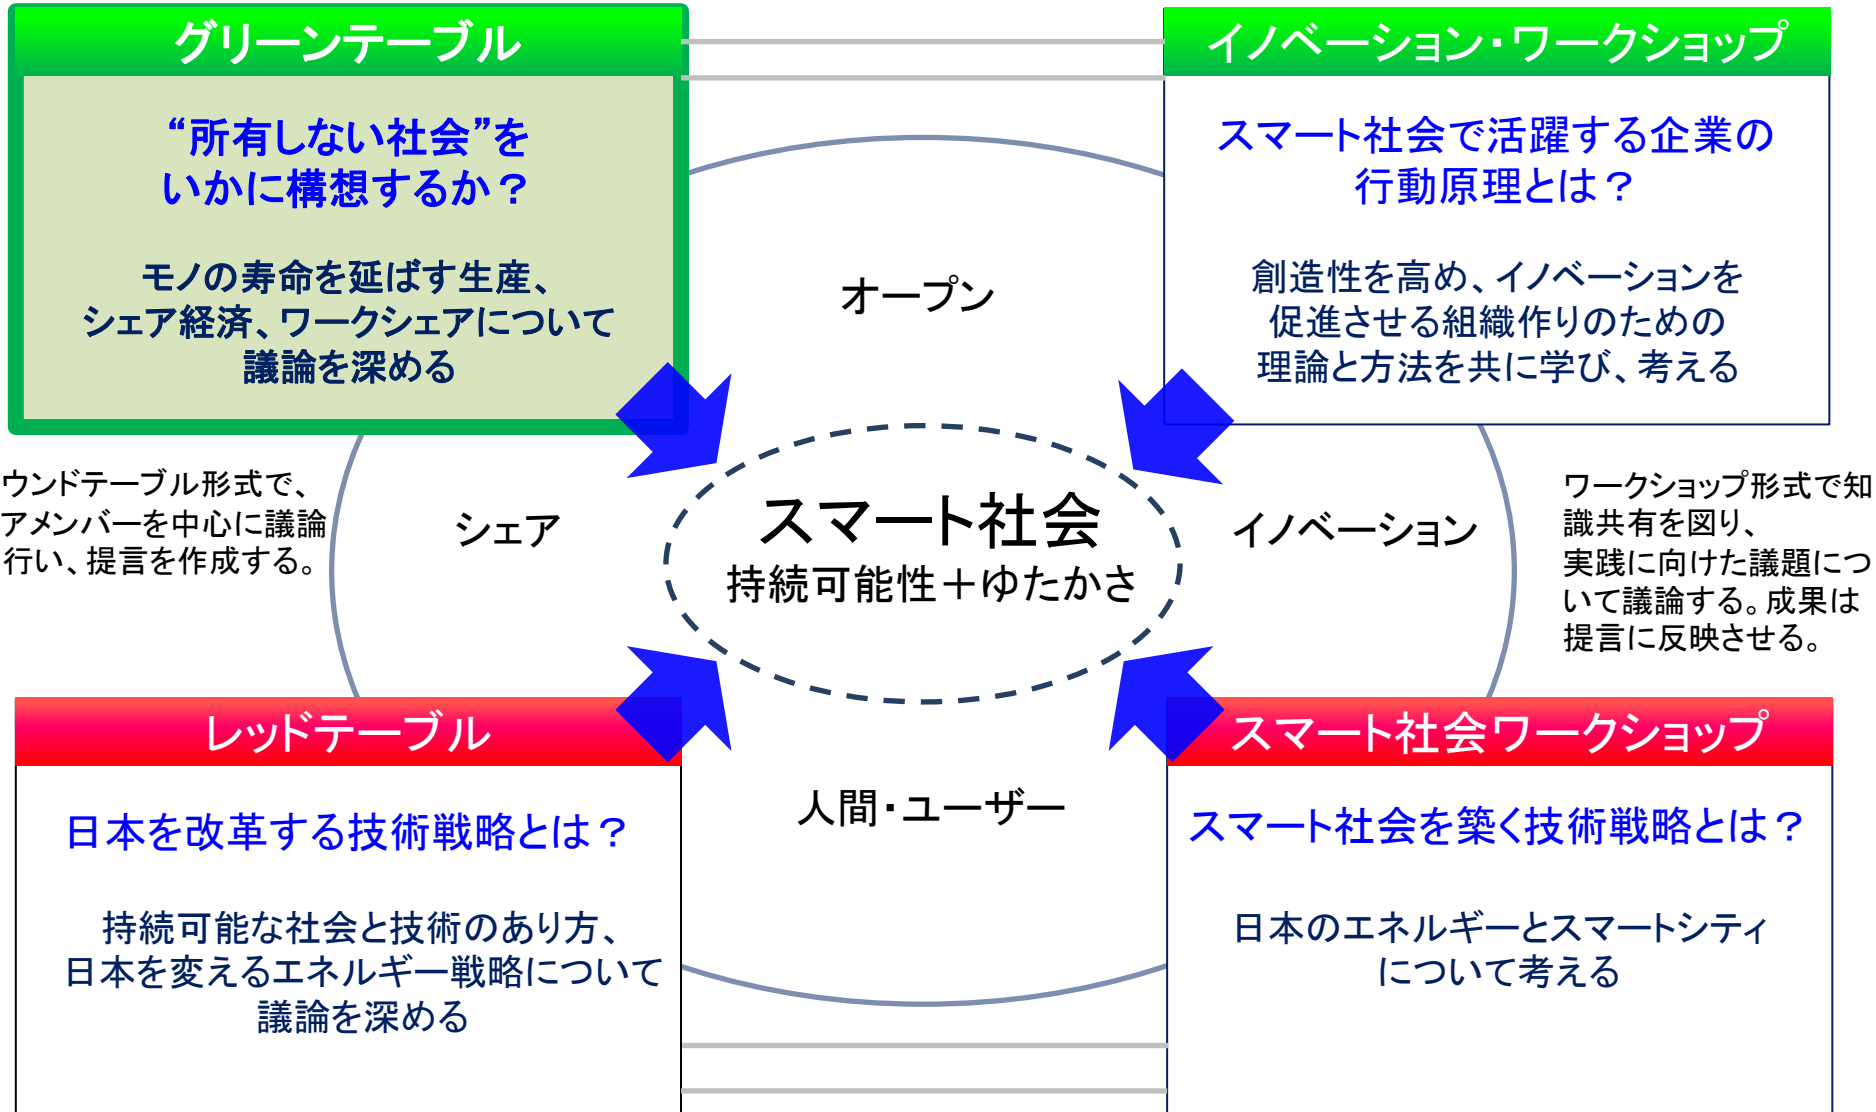 グリーンテーブル
“所有しない社会”を
いかに構想するか？
モノの寿命を延ばす生産、
シェア経済、ワークシェアについて
議論を深める
イノベーション・ワークショップ
スマート社会で活躍する企業の
行動原理とは？
創造性を高め、イノベーションを
促進させる組織作りのための
理論と方法を共に学び、考える
オープン
ウンドテーブル形式で、
アメンバーを中心に議論
行い、提言を作成する。
シェア
スマート社会
持続可能性＋ゆたかさ
イノベーション
ワークショップ形式で知
識共有を図り、
実践に向けた議題につ
いて議論する。成果は
提言に反映させる。
人間・ユーザー
レッドテーブル
日本を改革する技術戦略とは？
持続可能な社会と技術のあり方、
日本を変えるエネルギー戦略について
議論を深める
スマート社会ワークショップ
スマート社会を築く技術戦略とは？
日本のエネルギーとスマートシティ
について考える